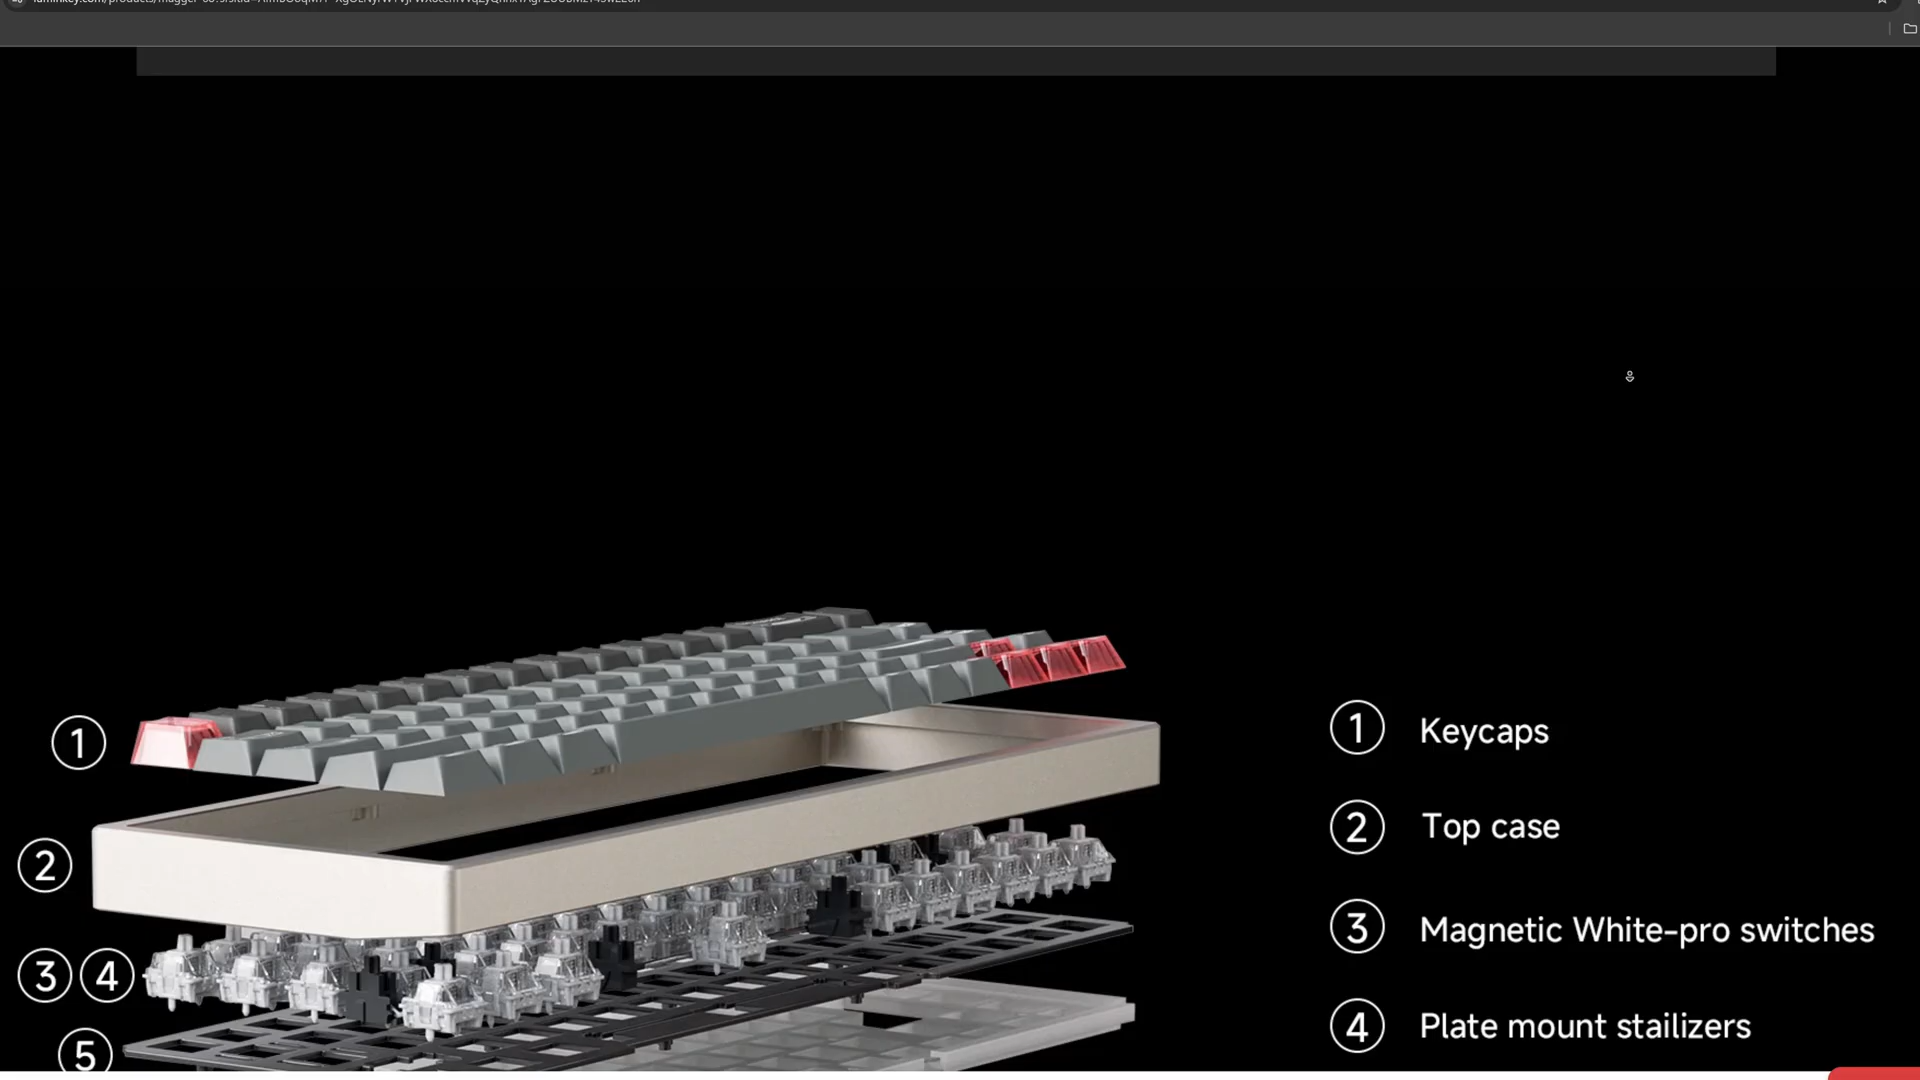 1
Keycaps
1
2
Top case
2
3
Magnetic White-pro switches
3 4
4
Plate mount stailizers
5